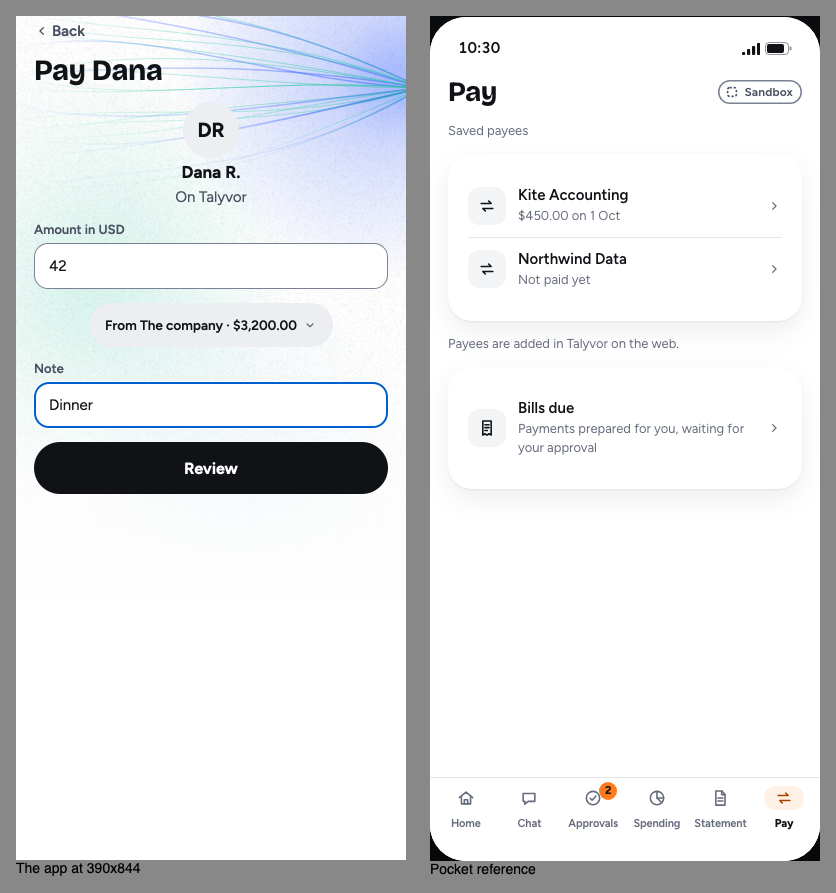 Back
Pay Dana
DR
Dana R.
On Talyvor
Amount in USD
42
From The company · $3,200.00
Note
Dinner
Review
The app at 390x844
10:30
Pay
Sandbox
Saved payees
Kite Accounting
$450.00 on 1 Oct
Northwind Data
Not paid yet
Payees are added in Talyvor on the web.
Bills due
Payments prepared for you, waiting for
your approval
2
Home
Chat
Approvals
Spending
Statement
Pay
Pocket reference